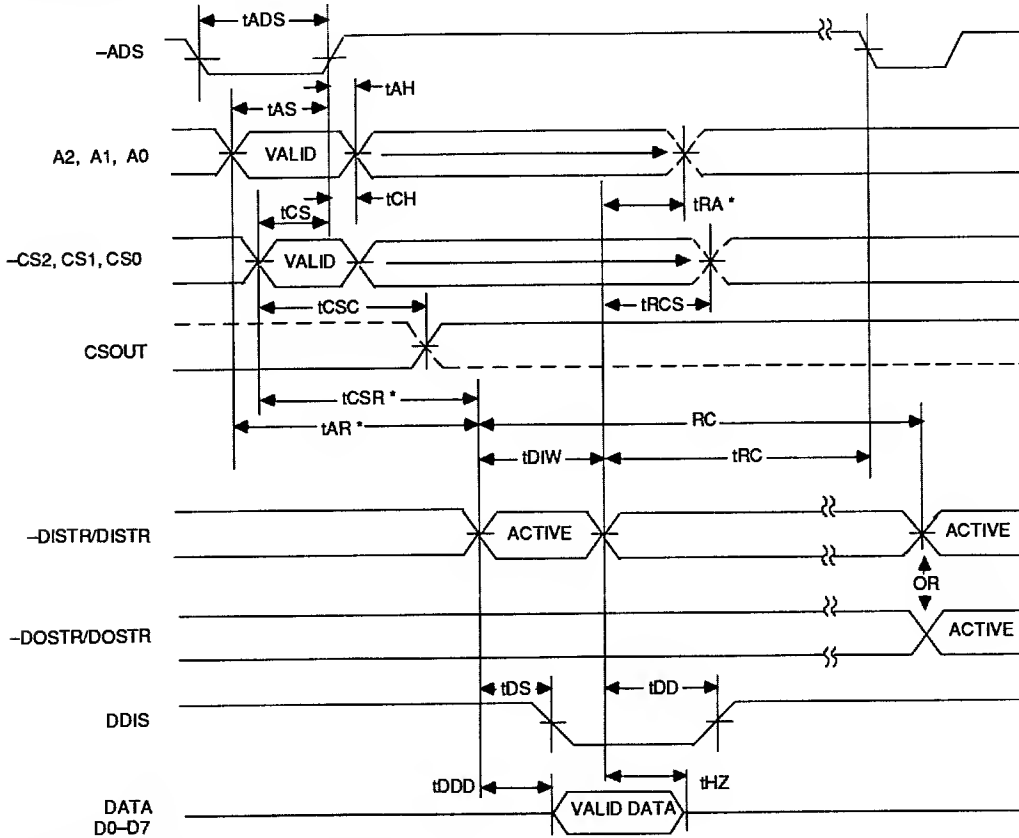 tADS
–ADS
tAH
tAS
A2, A1, A0
VALID
tCH
tRA *
tCS
–CS2, CS1, CS0
VALID
tRCS
tCSC
CSOUT
tCSR *
tAR *
RC
tDIW
tRC
–DISTR/DISTR
ACTIVE
ACTIVE
OR
–DOSTR/DOSTR
ACTIVE
tDS
tDD
DDIS
tDDD
tHZ
DATA
D0–D7
VALID DATA